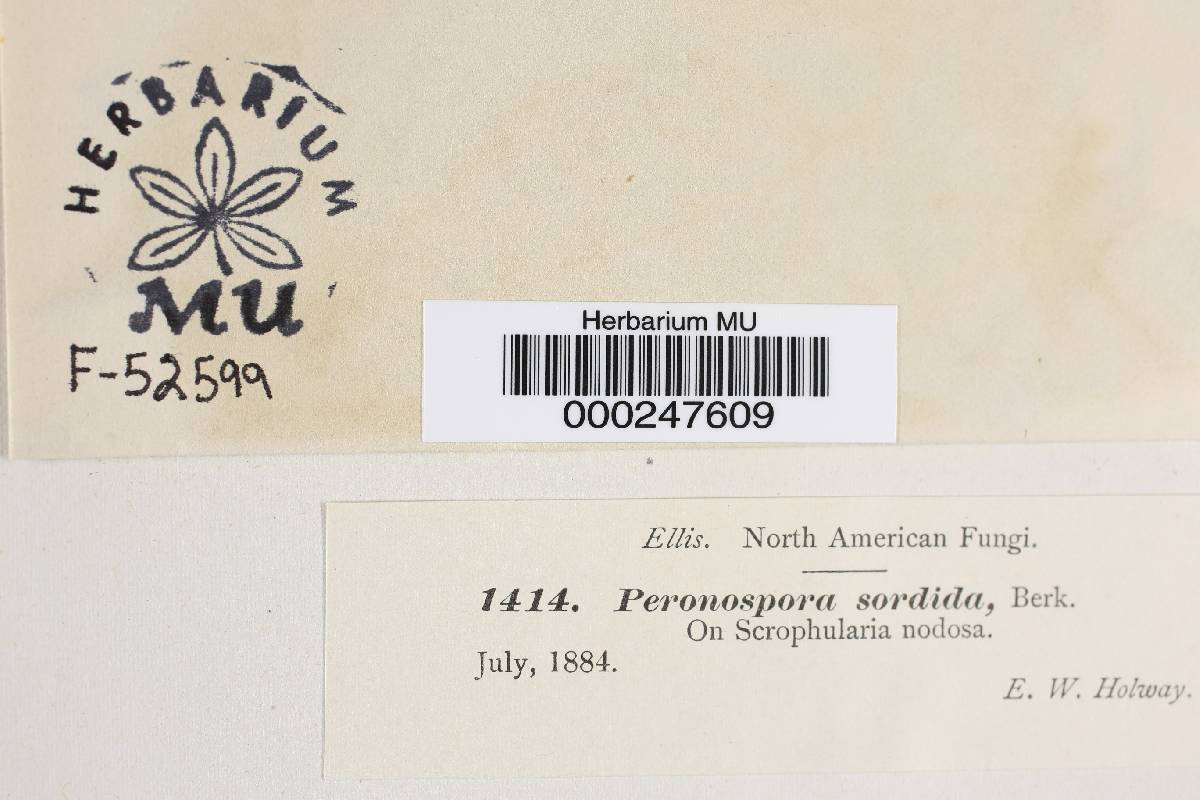 HERBARIUM
MU
F-52599
Herbarium MU
000247609
Ellis. North American Fungi.
1414. Peronospora sordida, Berk.
On Scrophularia nodosa.
July, 1884.
E. W. Holway.